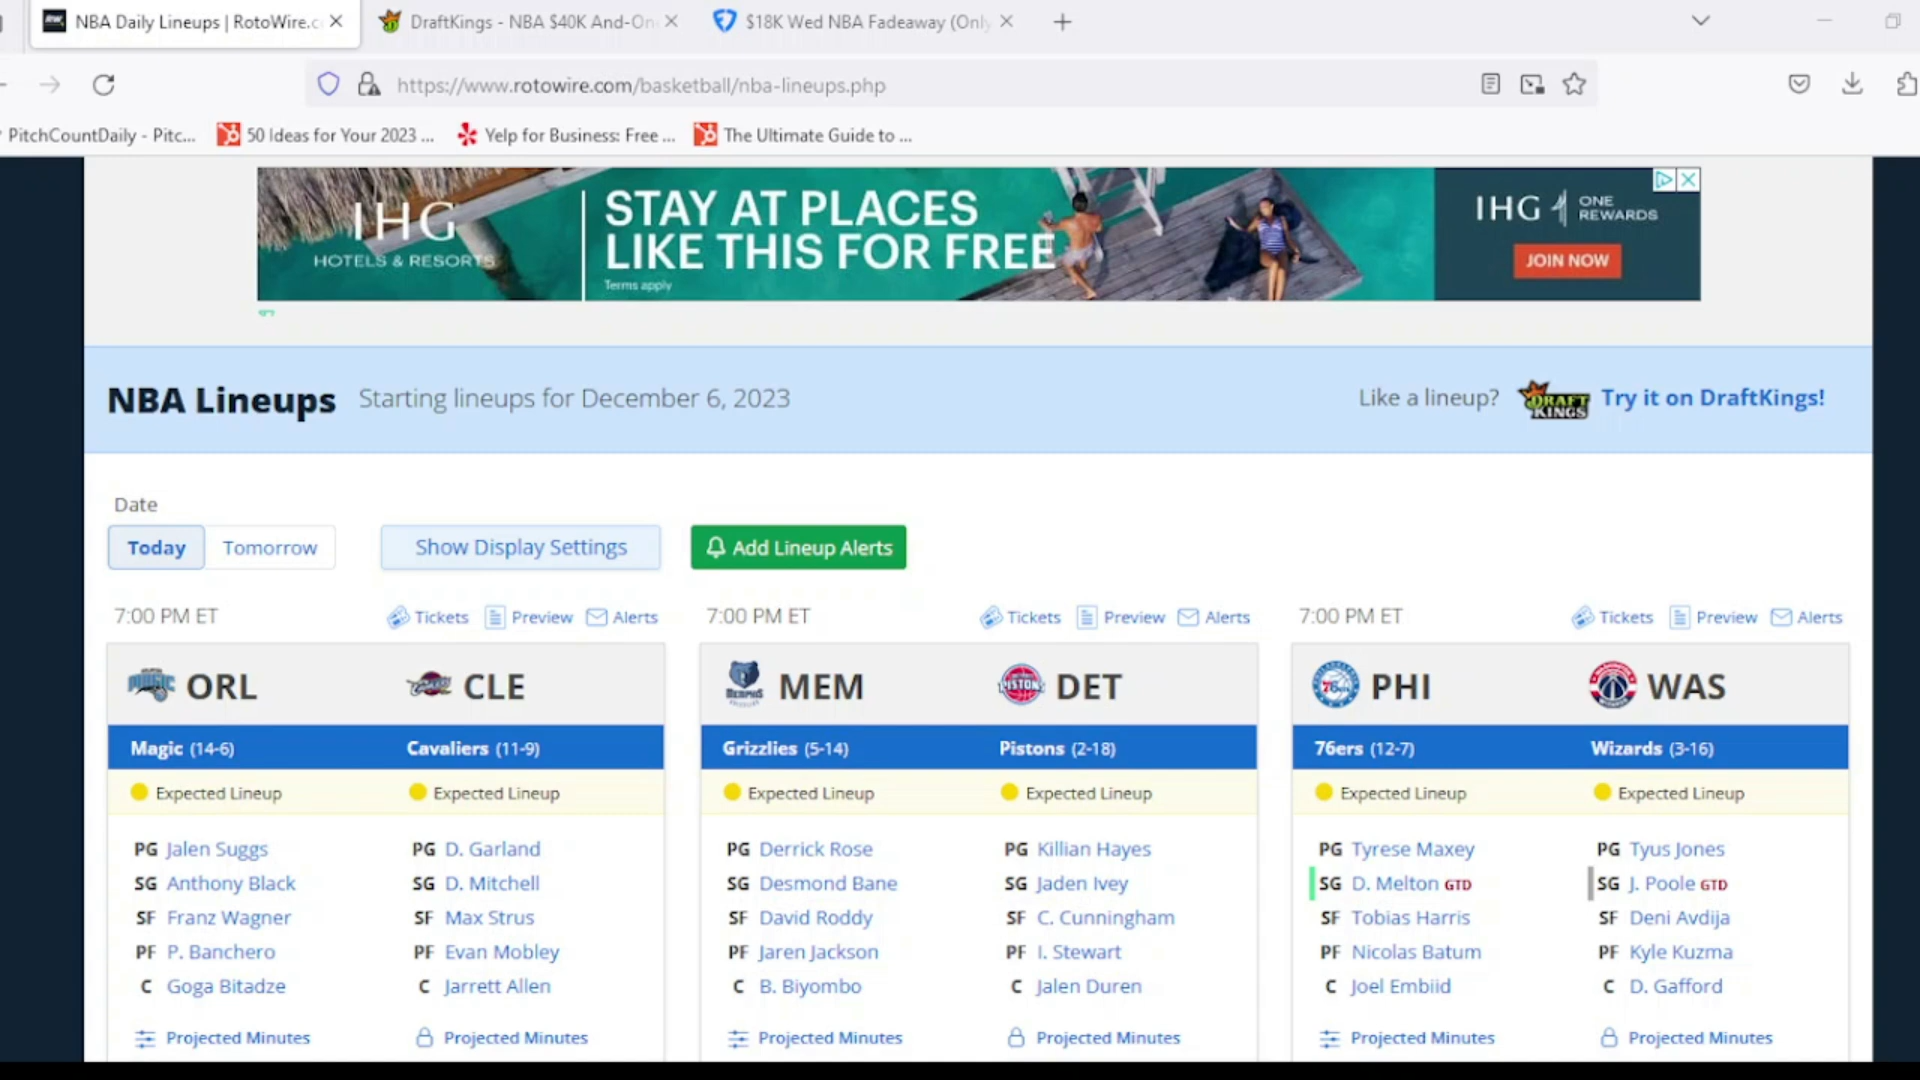 NBA Daily Lineups | RotoWire.c
DraftKings - NBA $40K And-On
$18K Wed NBA Fadeaway (Only
https://www.rotowire.com/basketball/nba-lineups.php
PitchCountDaily - Pitc...
50 Ideas for Your 2023 ...
Yelp for Business: Free ...
The Ultimate Guide to ...
IHG
HOTELS & RESORTS
STAY AT PLACES
LIKE THIS FOR FREE
Terms apply
IHG ONE REWARDS
JOIN NOW
NBA Lineups
Starting lineups for December 6, 2023
Like a lineup?
DRAFT KINGS
Try it on DraftKings!
Date
Today
Tomorrow
Show Display Settings
Add Lineup Alerts
7:00 PM ET Tickets Preview Alerts
ORL CLE
Magic (14-6) Cavaliers (11-9)
Expected Lineup Expected Lineup
PG Jalen Suggs PG D. Garland
SG Anthony Black SG D. Mitchell
SF Franz Wagner SF Max Strus
PF P. Banchero PF Evan Mobley
C Goga Bitadze C Jarrett Allen
Projected Minutes Projected Minutes
7:00 PM ET Tickets Preview Alerts
MEM DET
Grizzlies (5-14) Pistons (2-18)
Expected Lineup Expected Lineup
PG Derrick Rose PG Killian Hayes
SG Desmond Bane SG Jaden Ivey
SF David Roddy SF C. Cunningham
PF Jaren Jackson PF I. Stewart
C B. Biyombo C Jalen Duren
Projected Minutes Projected Minutes
7:00 PM ET Tickets Preview Alerts
PHI WAS
76ers (12-7) Wizards (3-16)
Expected Lineup Expected Lineup
PG Tyrese Maxey PG Tyus Jones
SG D. Melton GTD SG J. Poole GTD
SF Tobias Harris SF Deni Avdija
PF Nicolas Batum PF Kyle Kuzma
C Joel Embiid C D. Gafford
Projected Minutes Projected Minutes